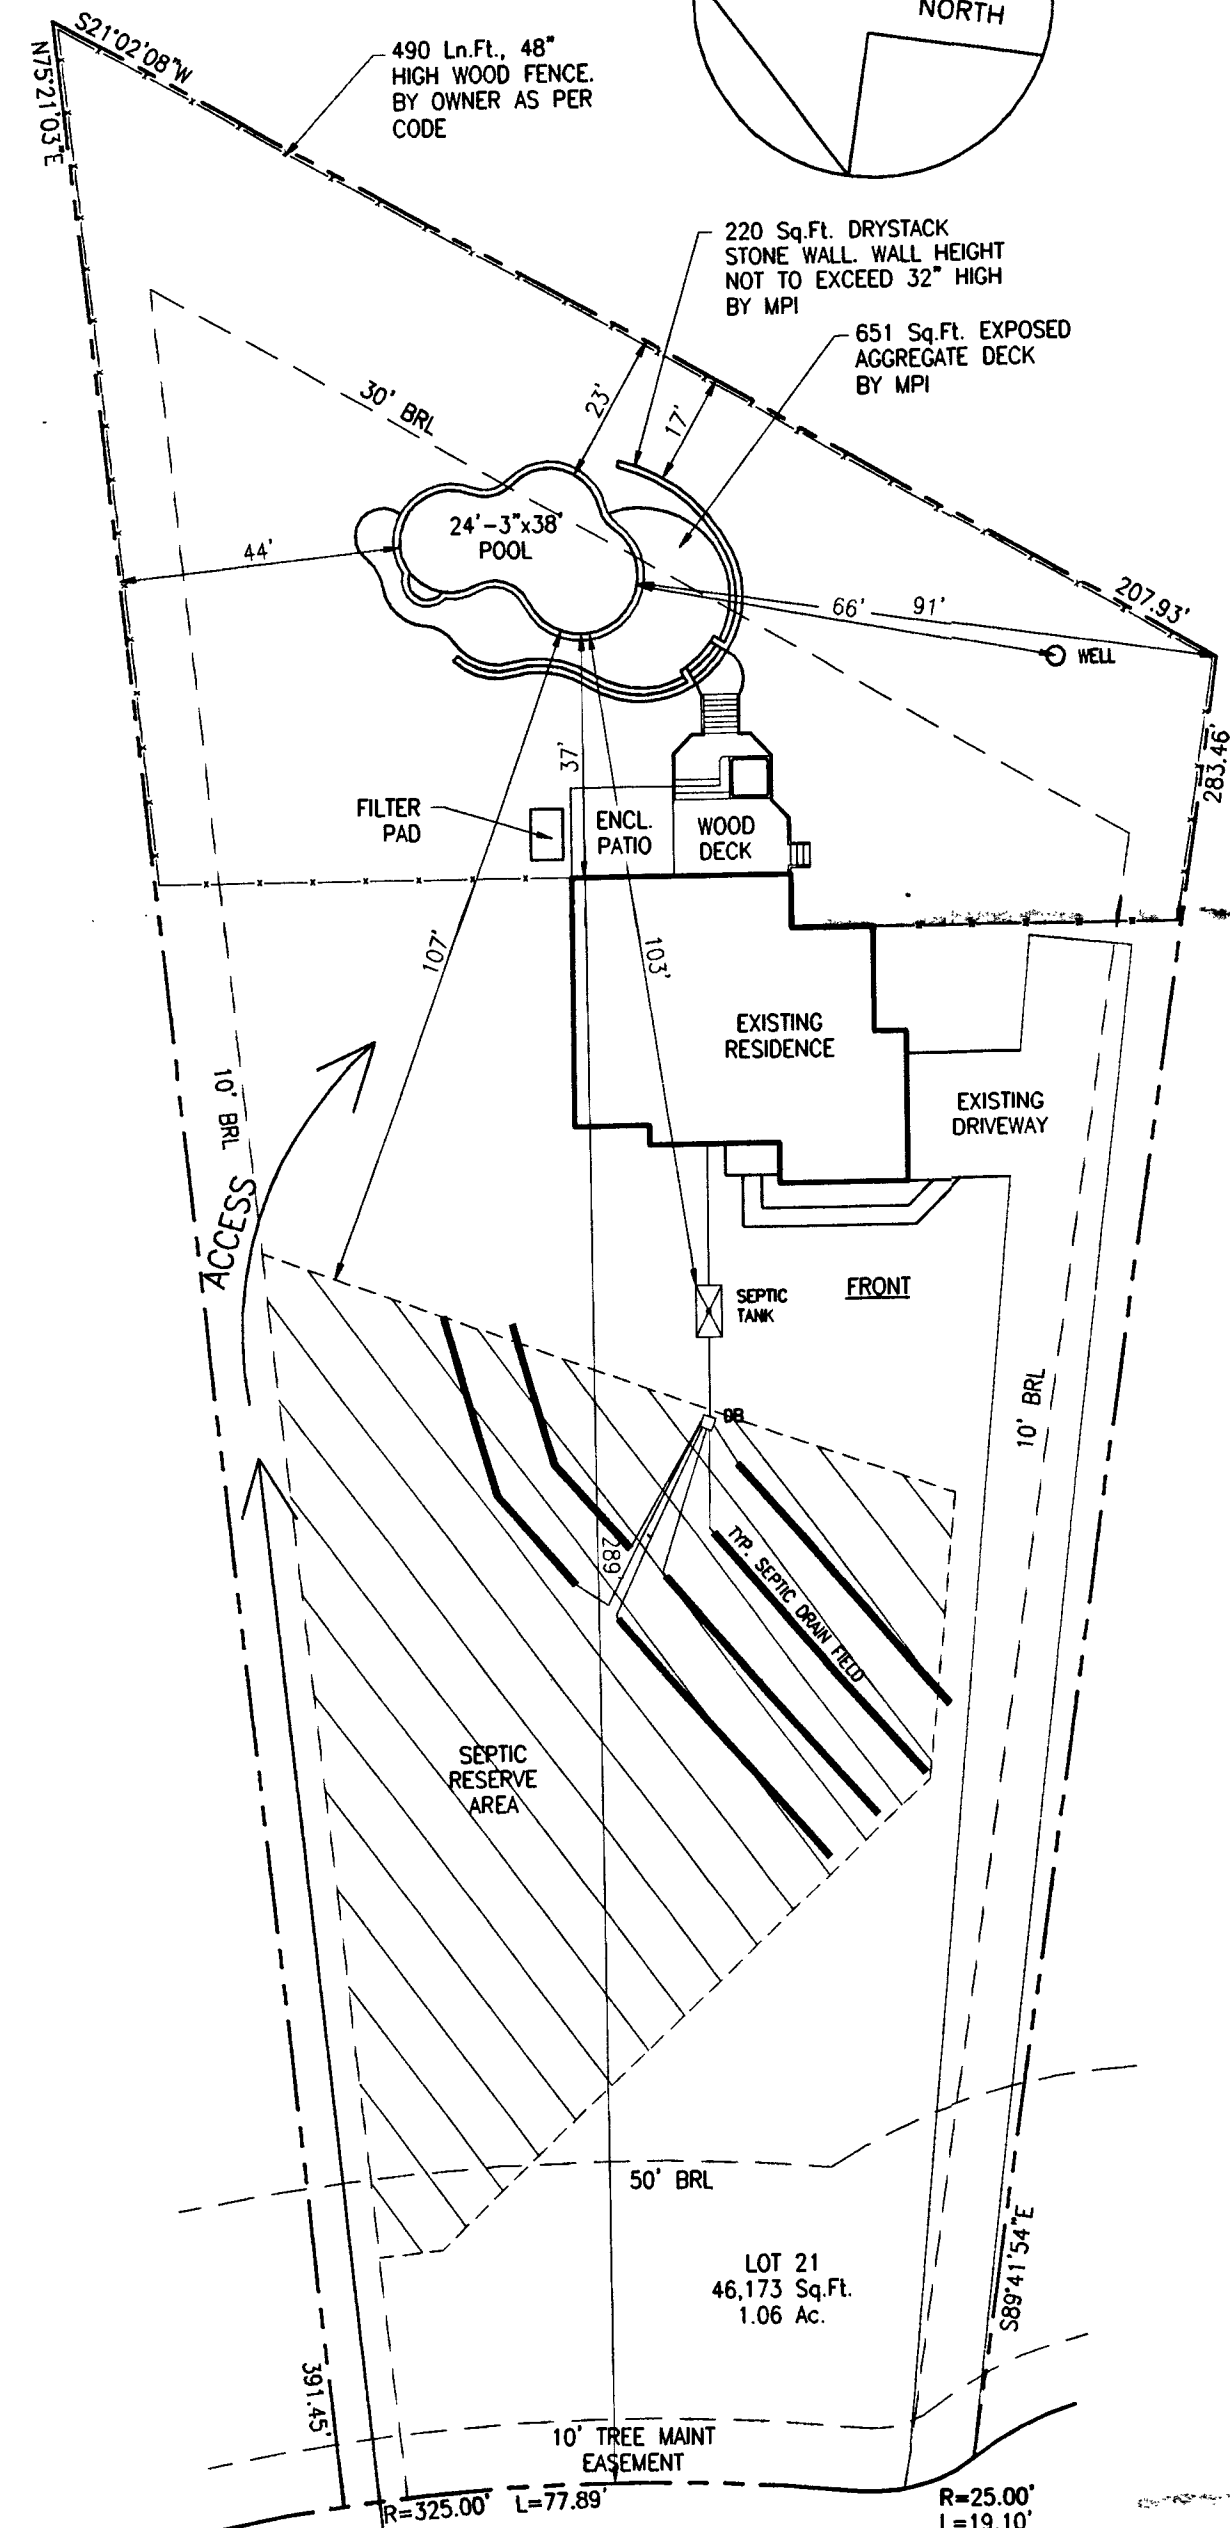 NORTH
S21°02'08"W
N75°21'03"E
490 Ln.Ft., 48"
HIGH WOOD FENCE.
BY OWNER AS PER
CODE
220 Sq.Ft. DRYSTACK
STONE WALL. WALL HEIGHT
NOT TO EXCEED 32" HIGH
BY MPI
651 Sq.Ft. EXPOSED
AGGREGATE DECK
BY MPI
30' BRL
23'
17'
24'-3"x38'
POOL
44'
66'
91'
207.93'
WELL
283.46'
37'
FILTER
PAD
ENCL.
PATIO
WOOD
DECK
107'
103'
EXISTING
RESIDENCE
10' BRL
EXISTING
DRIVEWAY
ACCESS
FRONT
SEPTIC
TANK
DB
10' BRL
289'
TYP. SEPTIC DRAIN FIELD
SEPTIC
RESERVE
AREA
50' BRL
LOT 21
46,173 Sq.Ft.
1.06 Ac.
S89°41'54"E
391.45'
10' TREE MAINT
EASEMENT
R=325.00' L=77.89'
R=25.00'
L=19.10'